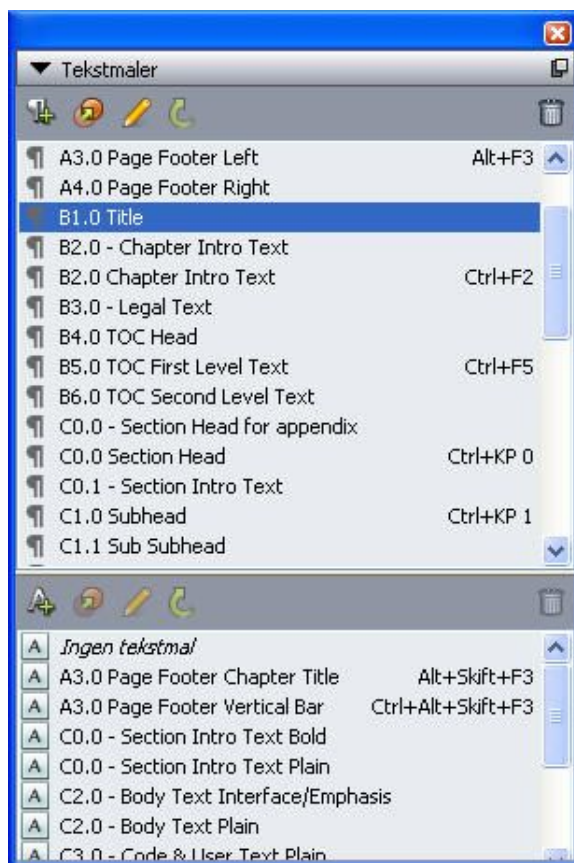 Tekstmaler
A3.0 Page Footer Left Alt+F3
A4.0 Page Footer Right
B1.0 Title
B2.0 - Chapter Intro Text
B2.0 Chapter Intro Text Ctrl+F2
B3.0 - Legal Text
B4.0 TOC Head
B5.0 TOC First Level Text Ctrl+F5
B6.0 TOC Second Level Text
C0.0 - Section Head for appendix
C0.0 Section Head Ctrl+KP 0
C0.1 - Section Intro Text
C1.0 Subhead Ctrl+KP 1
C1.1 Sub Subhead
Ingen tekstmal
A3.0 Page Footer Chapter Title Alt+Skift+F3
A3.0 Page Footer Vertical Bar Ctrl+Alt+Skift+F3
C0.0 - Section Intro Text Bold
C0.0 - Section Intro Text Plain
C2.0 - Body Text Interface/Emphasis
C2.0 - Body Text Plain
C3.0 - Code & User Text Plain